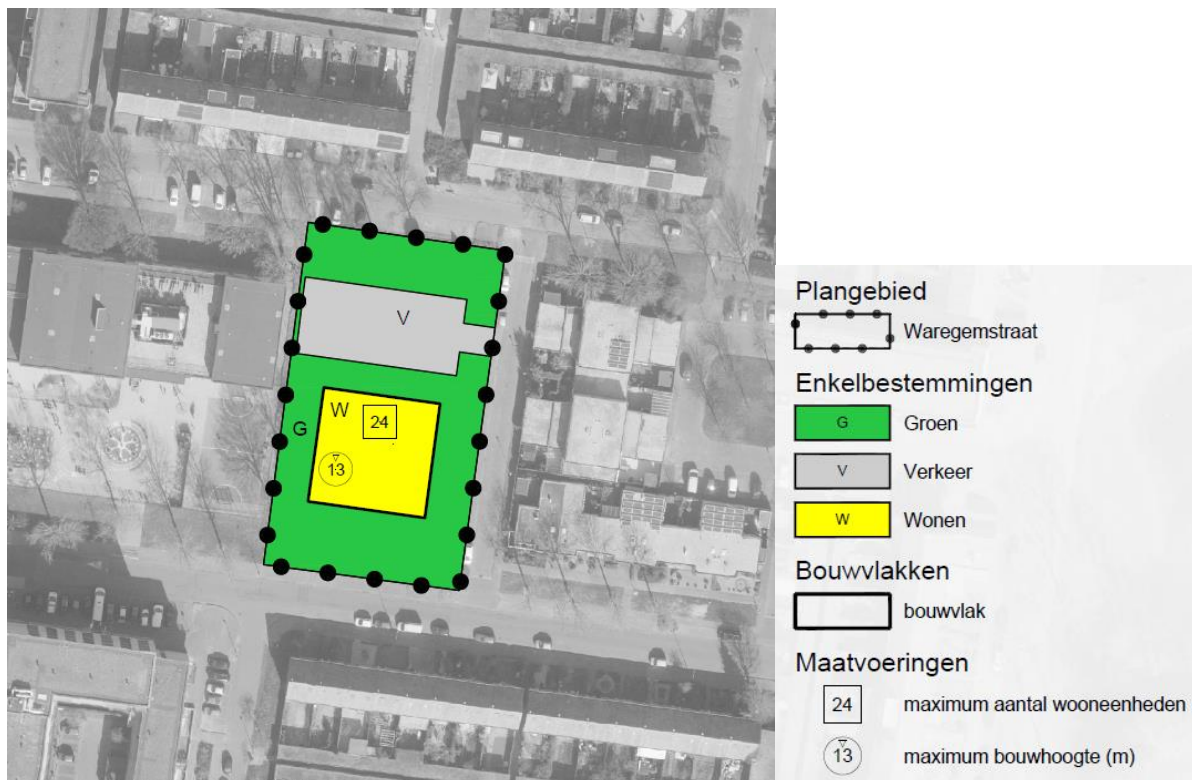 V
W
24
G
13
Plangebied
Waregemstraat
Enkelbestemmingen
G Groen
V Verkeer
W Wonen
Bouwvlakken
bouwvlak
Maatvoeringen
24 maximum aantal wooneenheden
13 maximum bouwhoogte (m)